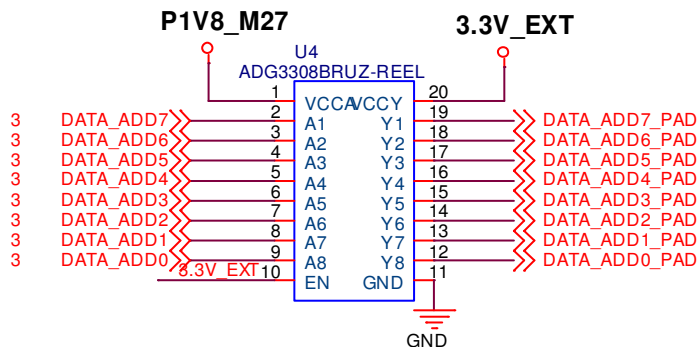 P1V8_M27 3.3V_EXT
U4
ADG3308BRUZ-REEL
1 VCCA VCCY 20
3 DATA_ADD7 2 A1 Y1 19 DATA_ADD7_PAD
3 DATA_ADD6 3 A2 Y2 18 DATA_ADD6_PAD
3 DATA_ADD5 4 A3 Y3 17 DATA_ADD5_PAD
3 DATA_ADD4 5 A4 Y4 16 DATA_ADD4_PAD
3 DATA_ADD3 6 A5 Y5 15 DATA_ADD3_PAD
3 DATA_ADD2 7 A6 Y6 14 DATA_ADD2_PAD
3 DATA_ADD1 8 A7 Y7 13 DATA_ADD1_PAD
3 DATA_ADD0 9 A8 Y8 12 DATA_ADD0_PAD
3.3V_EXT 10 EN GND 11
GND